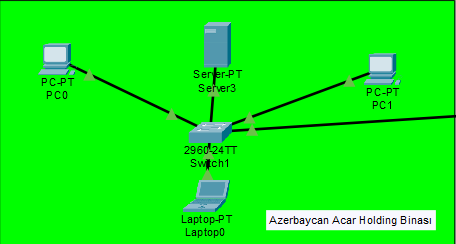 Server-PT
Server3
PC-PT
PC0
PC-PT
PC1
2960-24TT
Switch1
Laptop-PT
Laptop0
Azerbaycan Acar Holding Binası